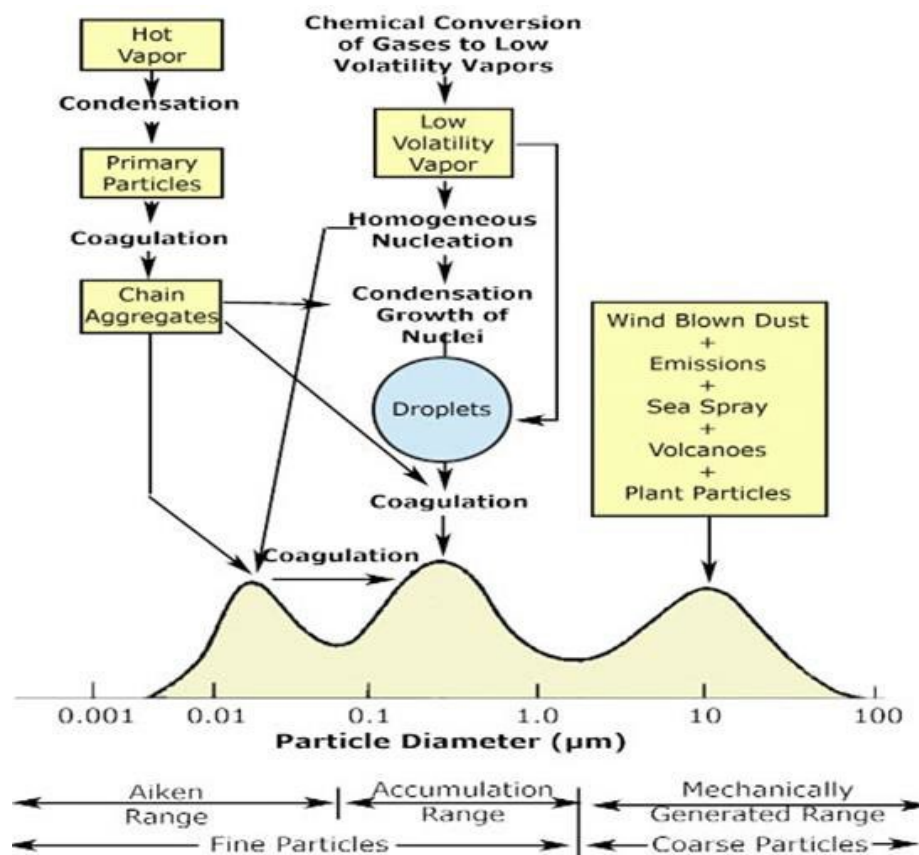 Hot
Vapor
Condensation
Primary
Particles
Coagulation
Chain
Aggregates
Chemical Conversion
of Gases to Low
Volatility Vapors
Low
Volatility
Vapor
Homogeneous
Nucleation
Condensation
Growth of
Nuclei
Droplets
Coagulation
Coagulation
Wind Blown Dust
+
Emissions
+
Sea Spray
+
Volcanoes
+
Plant Particles
0.001 0.01 0.1 1.0 10 100
Particle Diameter (µm)
Aiken
Range
Accumulation
Range
Mechanically
Generated Range
Fine Particles
Coarse Particles